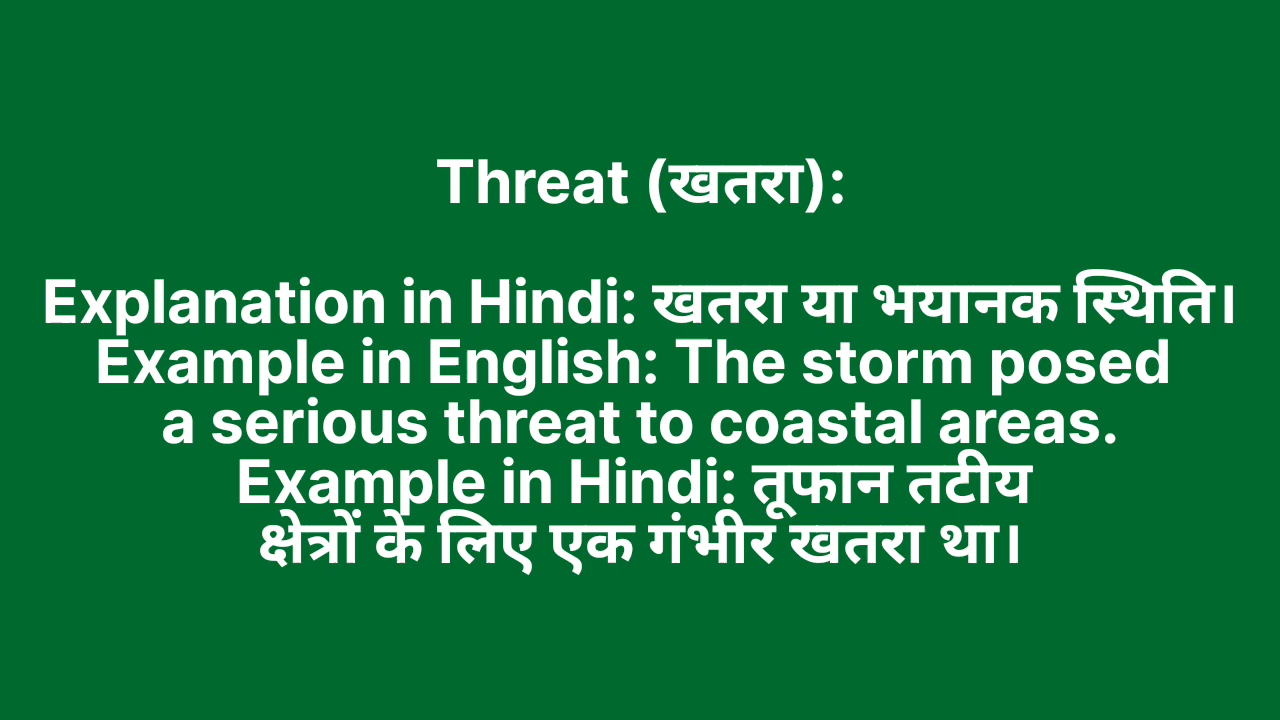 Threat (खतरा):
Explanation in Hindi: खतरा या भयानक स्थिति।
Example in English: The storm posed
a serious threat to coastal areas.
Example in Hindi: तूफान तटीय
क्षेत्रों के लिए एक गंभीर खतरा था।